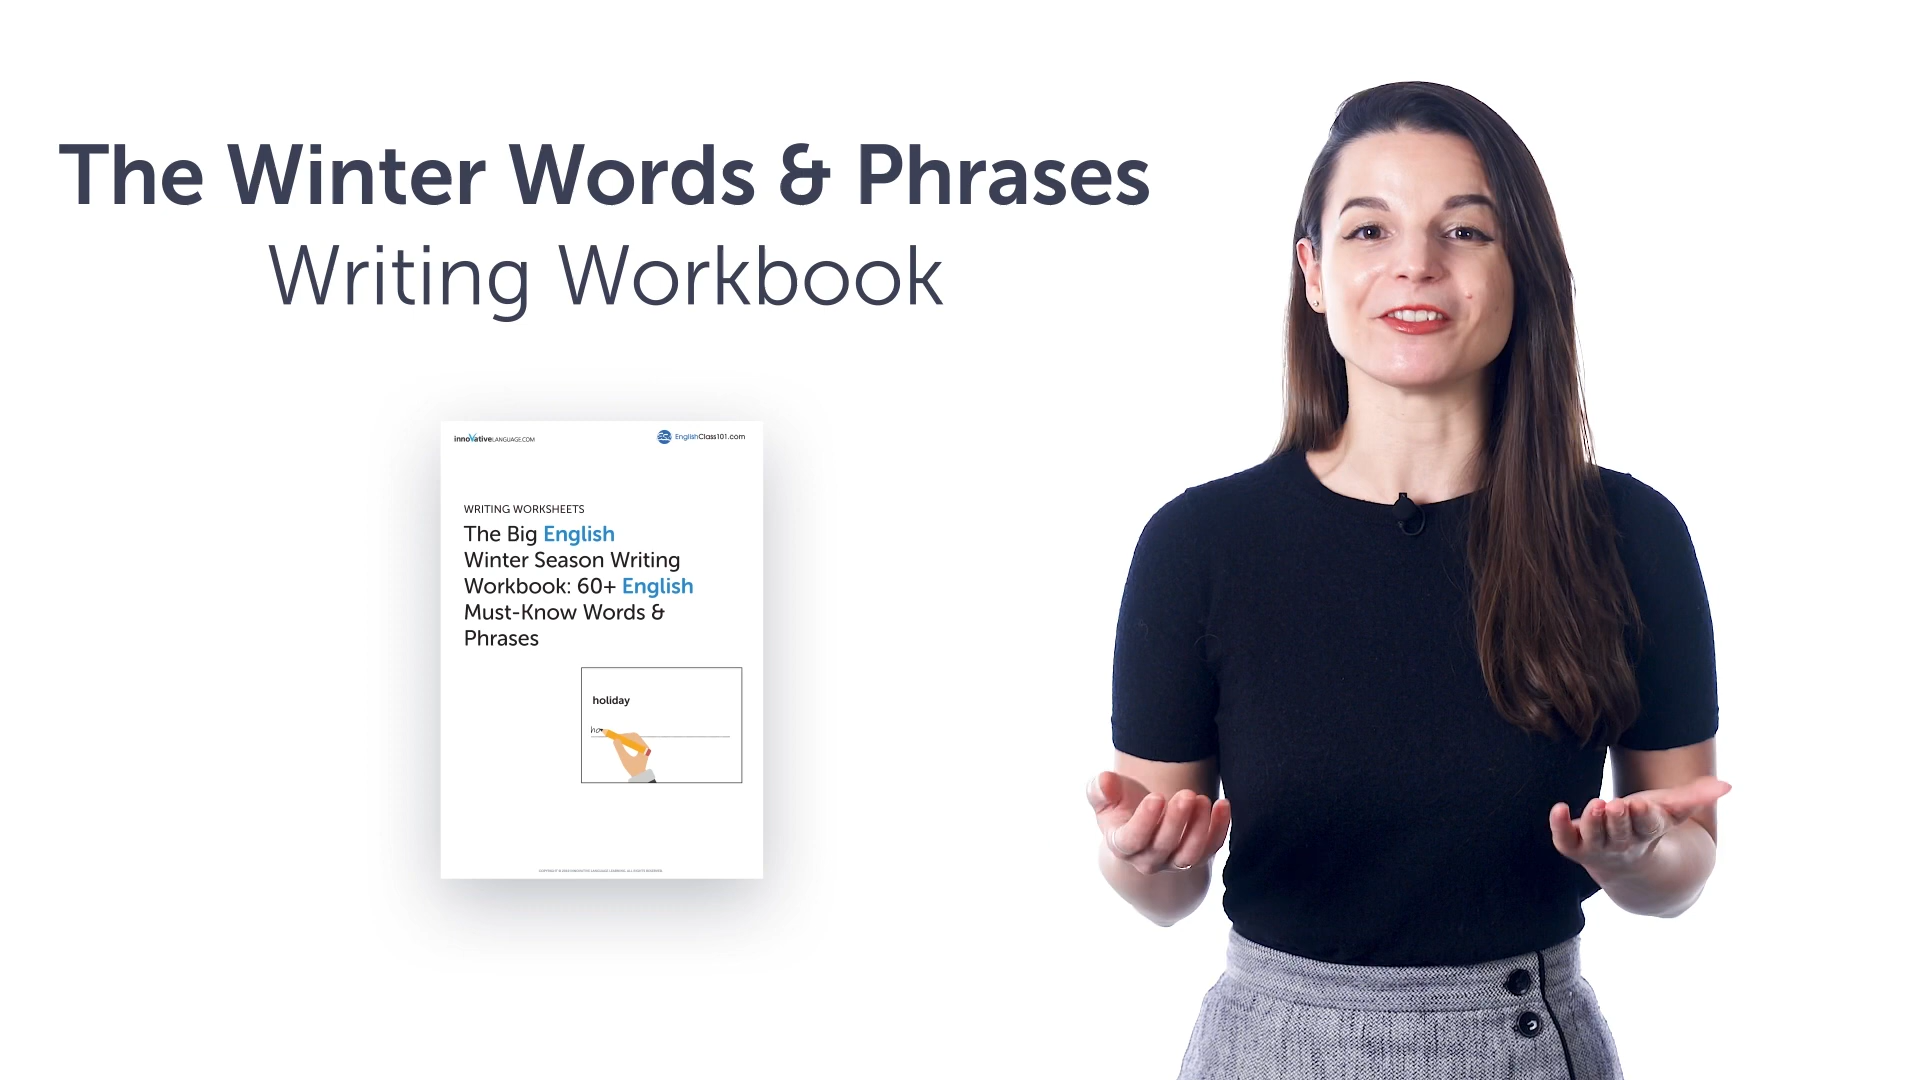 The Winter Words & Phrases
Writing Workbook
innoVativeLANGUAGE.COM
EnglishClass101.com
WRITING WORKSHEETS
The Big English
Winter Season Writing
Workbook: 60+ English
Must-Know Words &
Phrases
holiday
ho